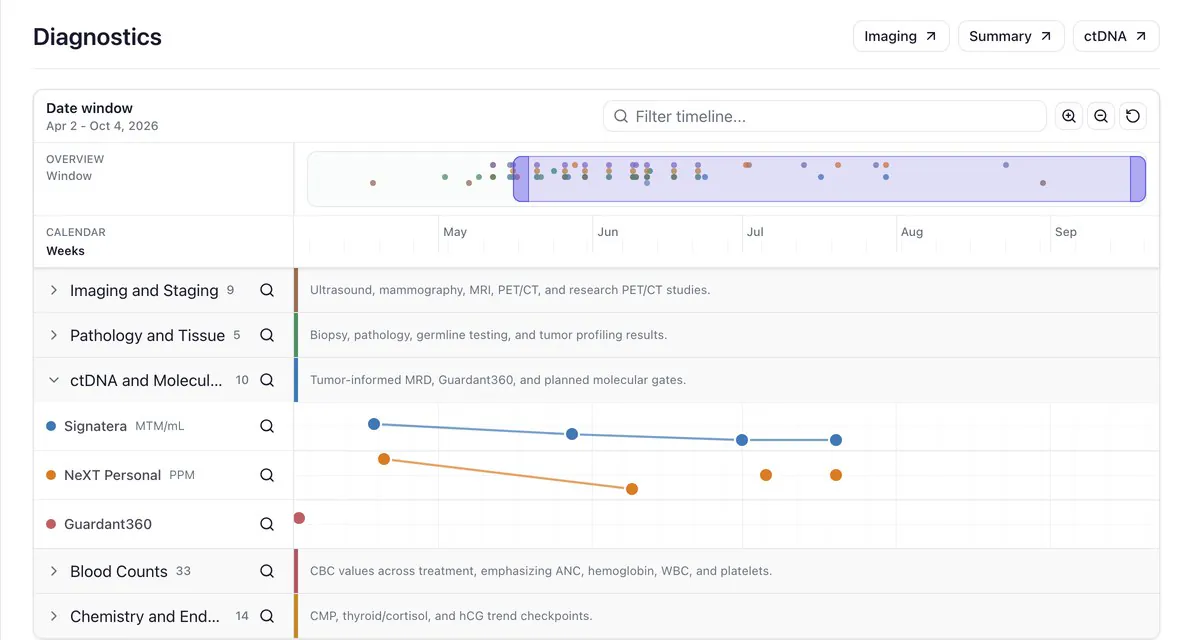 Diagnostics
Imaging
Summary
ctDNA
Date window
Apr 2 - Oct 4, 2026
Filter timeline...
OVERVIEW
Window
CALENDAR
Weeks
May
Jun
Jul
Aug
Sep
Imaging and Staging 9
Ultrasound, mammography, MRI, PET/CT, and research PET/CT studies.
Pathology and Tissue 5
Biopsy, pathology, germline testing, and tumor profiling results.
ctDNA and Molecul... 10
Tumor-informed MRD, Guardant360, and planned molecular gates.
Signatera MTM/mL
NeXT Personal PPM
Guardant360
Blood Counts 33
CBC values across treatment, emphasizing ANC, hemoglobin, WBC, and platelets.
Chemistry and End... 14
CMP, thyroid/cortisol, and hCG trend checkpoints.